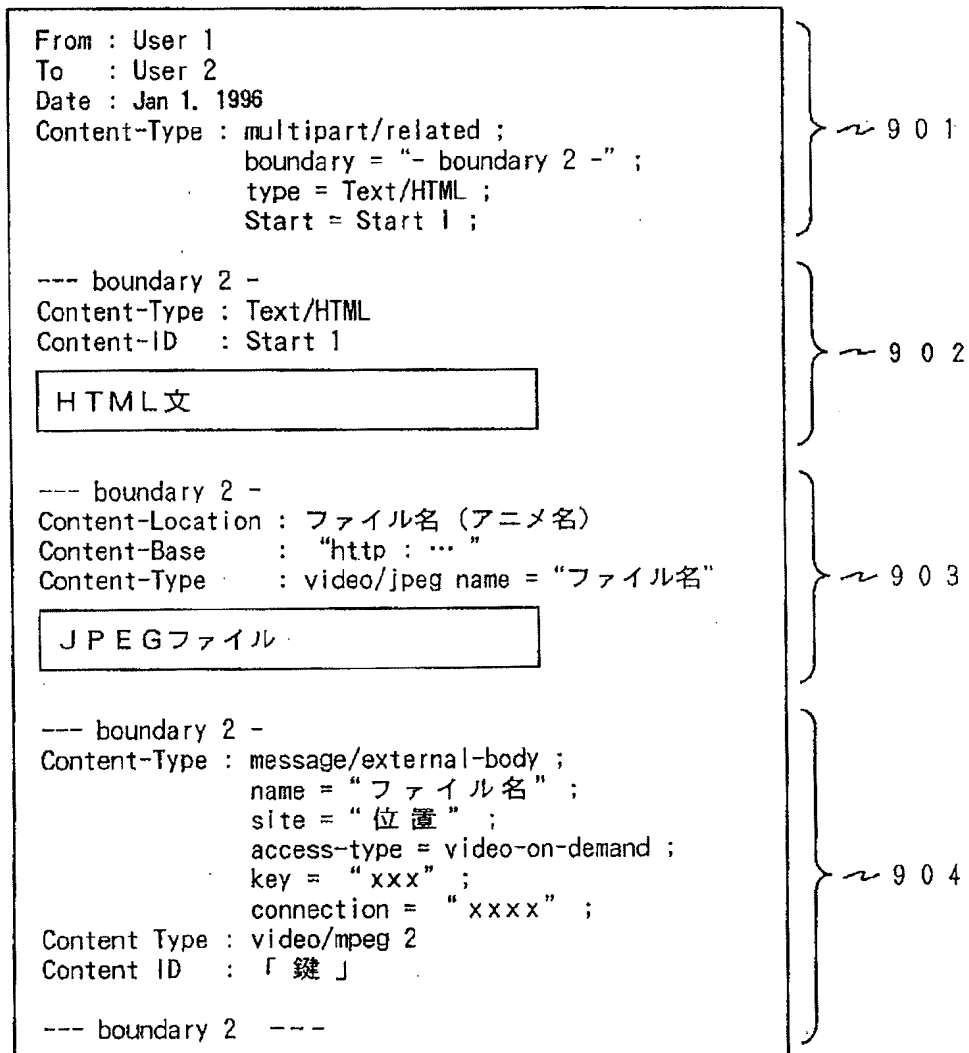 From : User 1
To : User 2
Date : Jan 1. 1996
Content-Type : multipart/related ;
boundary = “- boundary 2 -” ;
type = Text/HTML ;
Start = Start 1 ;
901
--- boundary 2 -
Content-Type : Text/HTML
Content-ID : Start 1
HTML文
902
--- boundary 2 -
Content-Location : ファイル名 (アニメ名)
Content-Base : “http : … ”
Content-Type : video/jpeg name = “ファイル名”
JPEGファイル
903
--- boundary 2 -
Content-Type : message/external-body ;
name = “ファイル名” ;
site = “位置” ;
access-type = video-on-demand ;
key = “xxx” ;
connection = “xxxx” ;
Content Type : video/mpeg 2
Content ID : 「鍵」
904
--- boundary 2 ---